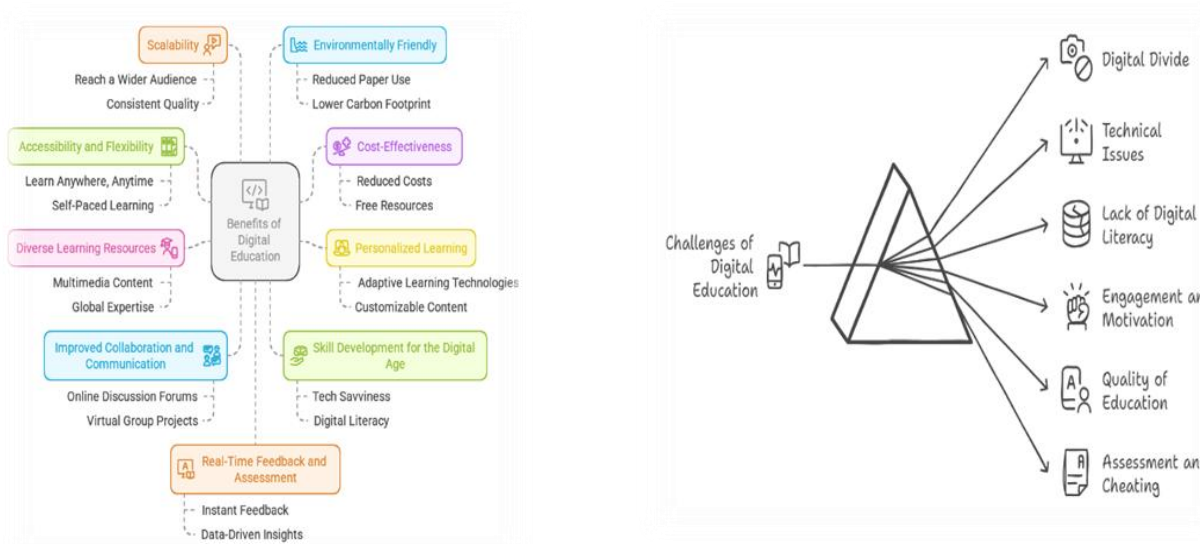 Scalability
Reach a Wider Audience
Consistent Quality
Accessibility and Flexibility
Learn Anywhere, Anytime
Self-Paced Learning
Diverse Learning Resources
Multimedia Content
Global Expertise
Improved Collaboration and
Communication
Online Discussion Forums
Virtual Group Projects
Benefits of
Digital
Education
Environmentally Friendly
Reduced Paper Use
Lower Carbon Footprint
Cost-Effectiveness
Reduced Costs
Free Resources
Personalized Learning
Adaptive Learning Technologies
Customizable Content
Skill Development for the Digital
Age
Tech Savviness
Digital Literacy
Real-Time Feedback and
Assessment
Instant Feedback
Data-Driven Insights
Challenges of
Digital
Education
Digital Divide
Technical
Issues
Lack of Digital
Literacy
Engagement an
Motivation
Quality of
Education
Assessment an
Cheating